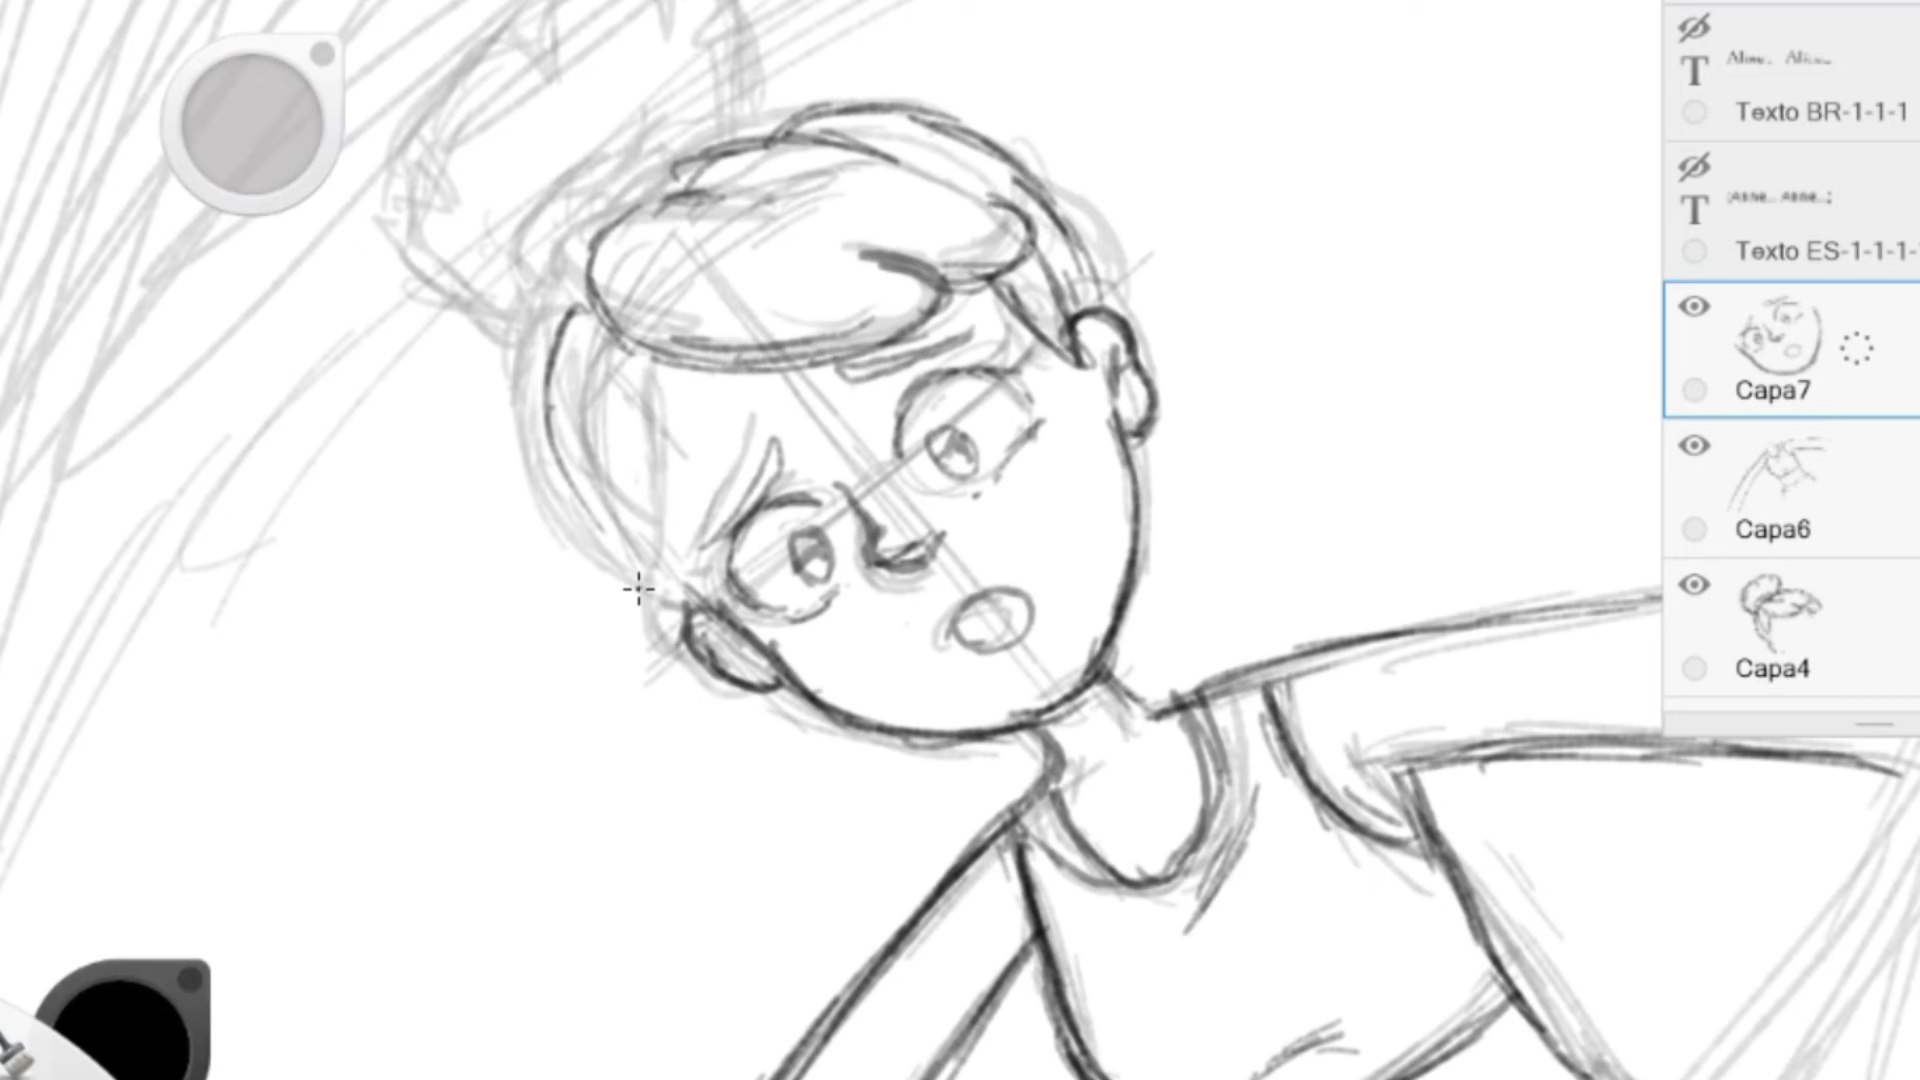 T
Texto BR-1-1-1
T
Texto ES-1-1-1-
Capa7
Capa6
Capa4